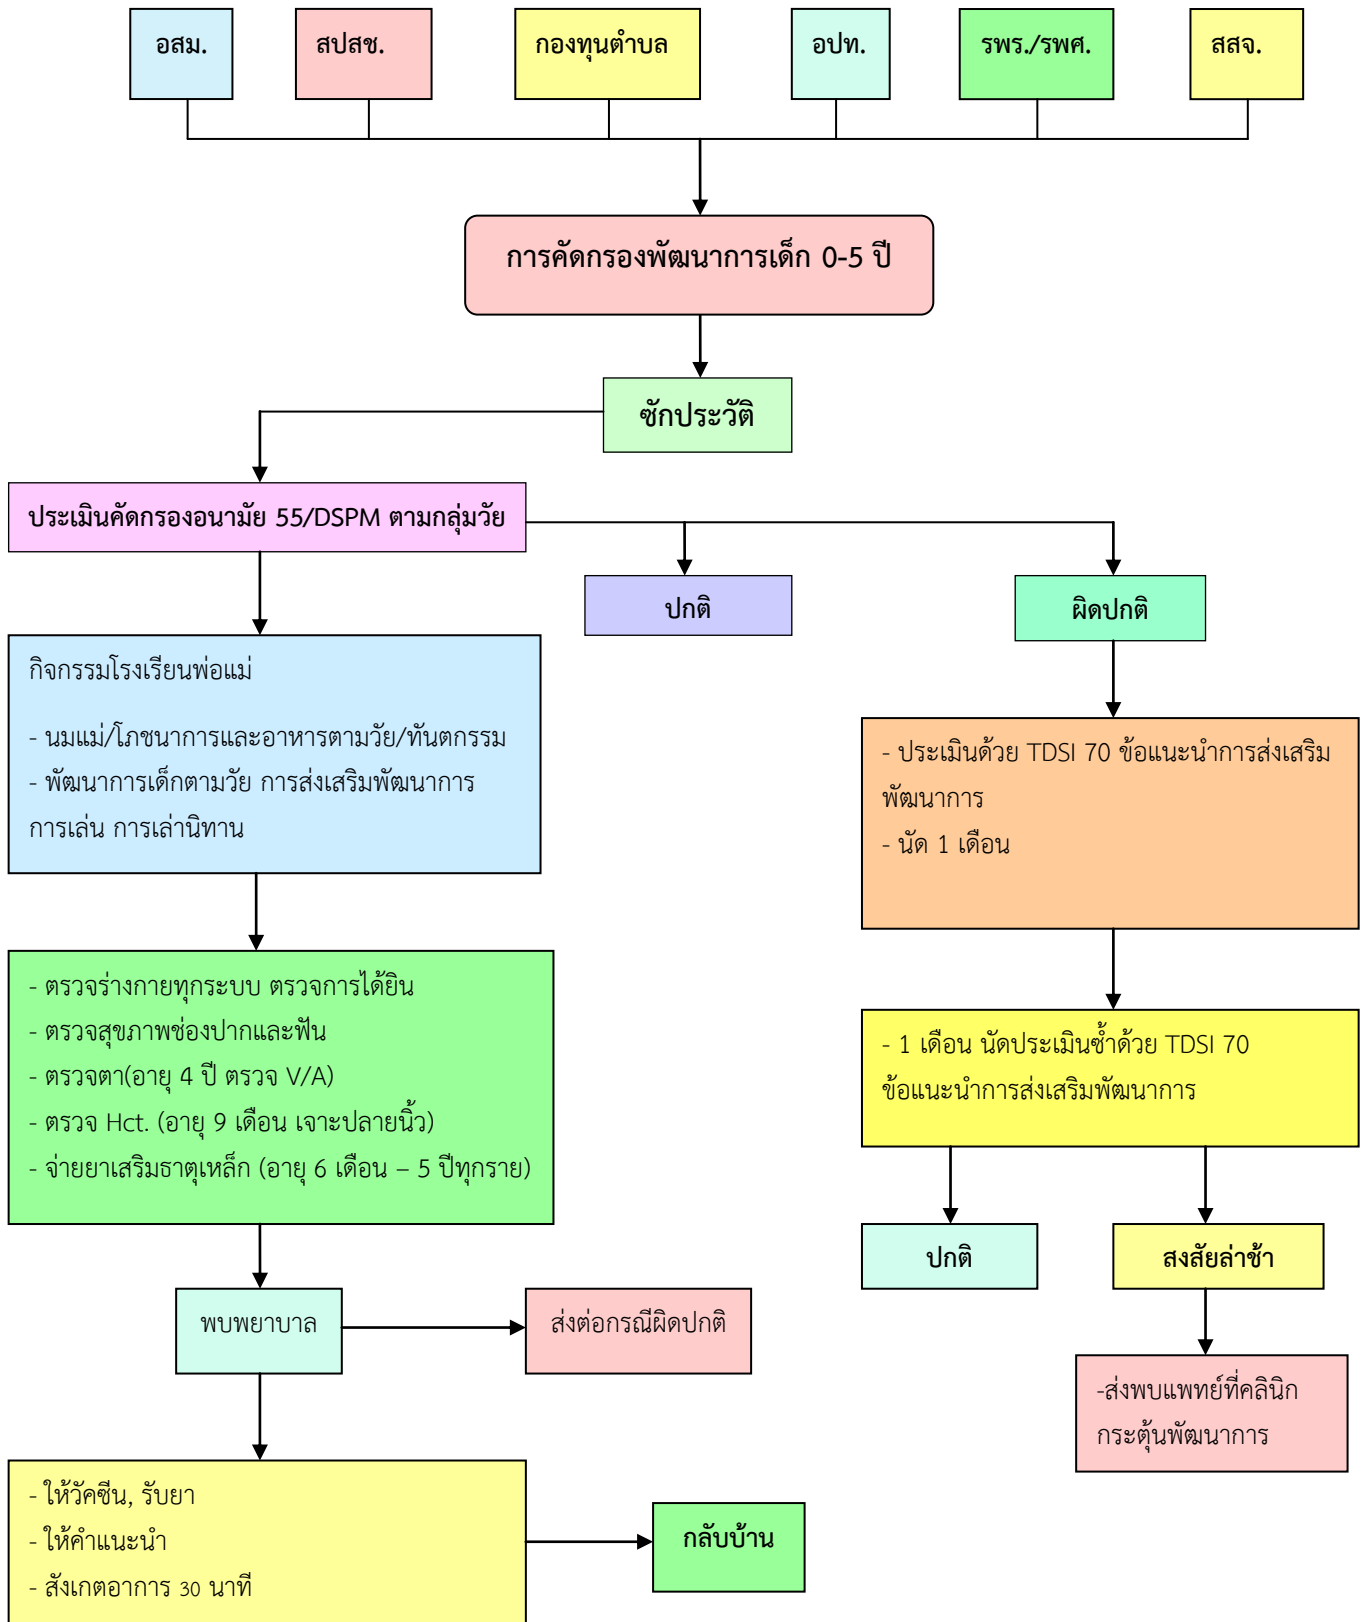 อสม.
สปสช.
กองทุนตำบล
อปท.
รพร./รพศ.
สสจ.
การคัดกรองพัฒนาการเด็ก 0-5 ปี
ซักประวัติ
ประเมินคัดกรองอนามัย 55/DSPM ตามกลุ่มวัย
ปกติ
ผิดปกติ
กิจกรรมโรงเรียนพ่อแม่
- นมแม่/โภชนาการและอาหารตามวัย/ทันตกรรม
- พัฒนาการเด็กตามวัย การส่งเสริมพัฒนาการ
การเล่น การเล่านิทาน
- ประเมินด้วย TDSI 70 ข้อแนะนำการส่งเสริม
พัฒนาการ
- นัด 1 เดือน
- ตรวจร่างกายทุกระบบ ตรวจการได้ยิน
- ตรวจสุขภาพช่องปากและฟัน
- ตรวจตา(อายุ 4 ปี ตรวจ V/A)
- ตรวจ Hct. (อายุ 9 เดือน เจาะปลายนิ้ว)
- จ่ายยาเสริมธาตุเหล็ก (อายุ 6 เดือน – 5 ปีทุกราย)
- 1 เดือน นัดประเมินซ้ำด้วย TDSI 70
ข้อแนะนำการส่งเสริมพัฒนาการ
ปกติ
สงสัยล่าช้า
พบพยาบาล
ส่งต่อกรณีผิดปกติ
-ส่งพบแพทย์ที่คลินิก
กระตุ้นพัฒนาการ
- ให้วัคซีน, รับยา
- ให้คำแนะนำ
- สังเกตอาการ 30 นาที
กลับบ้าน